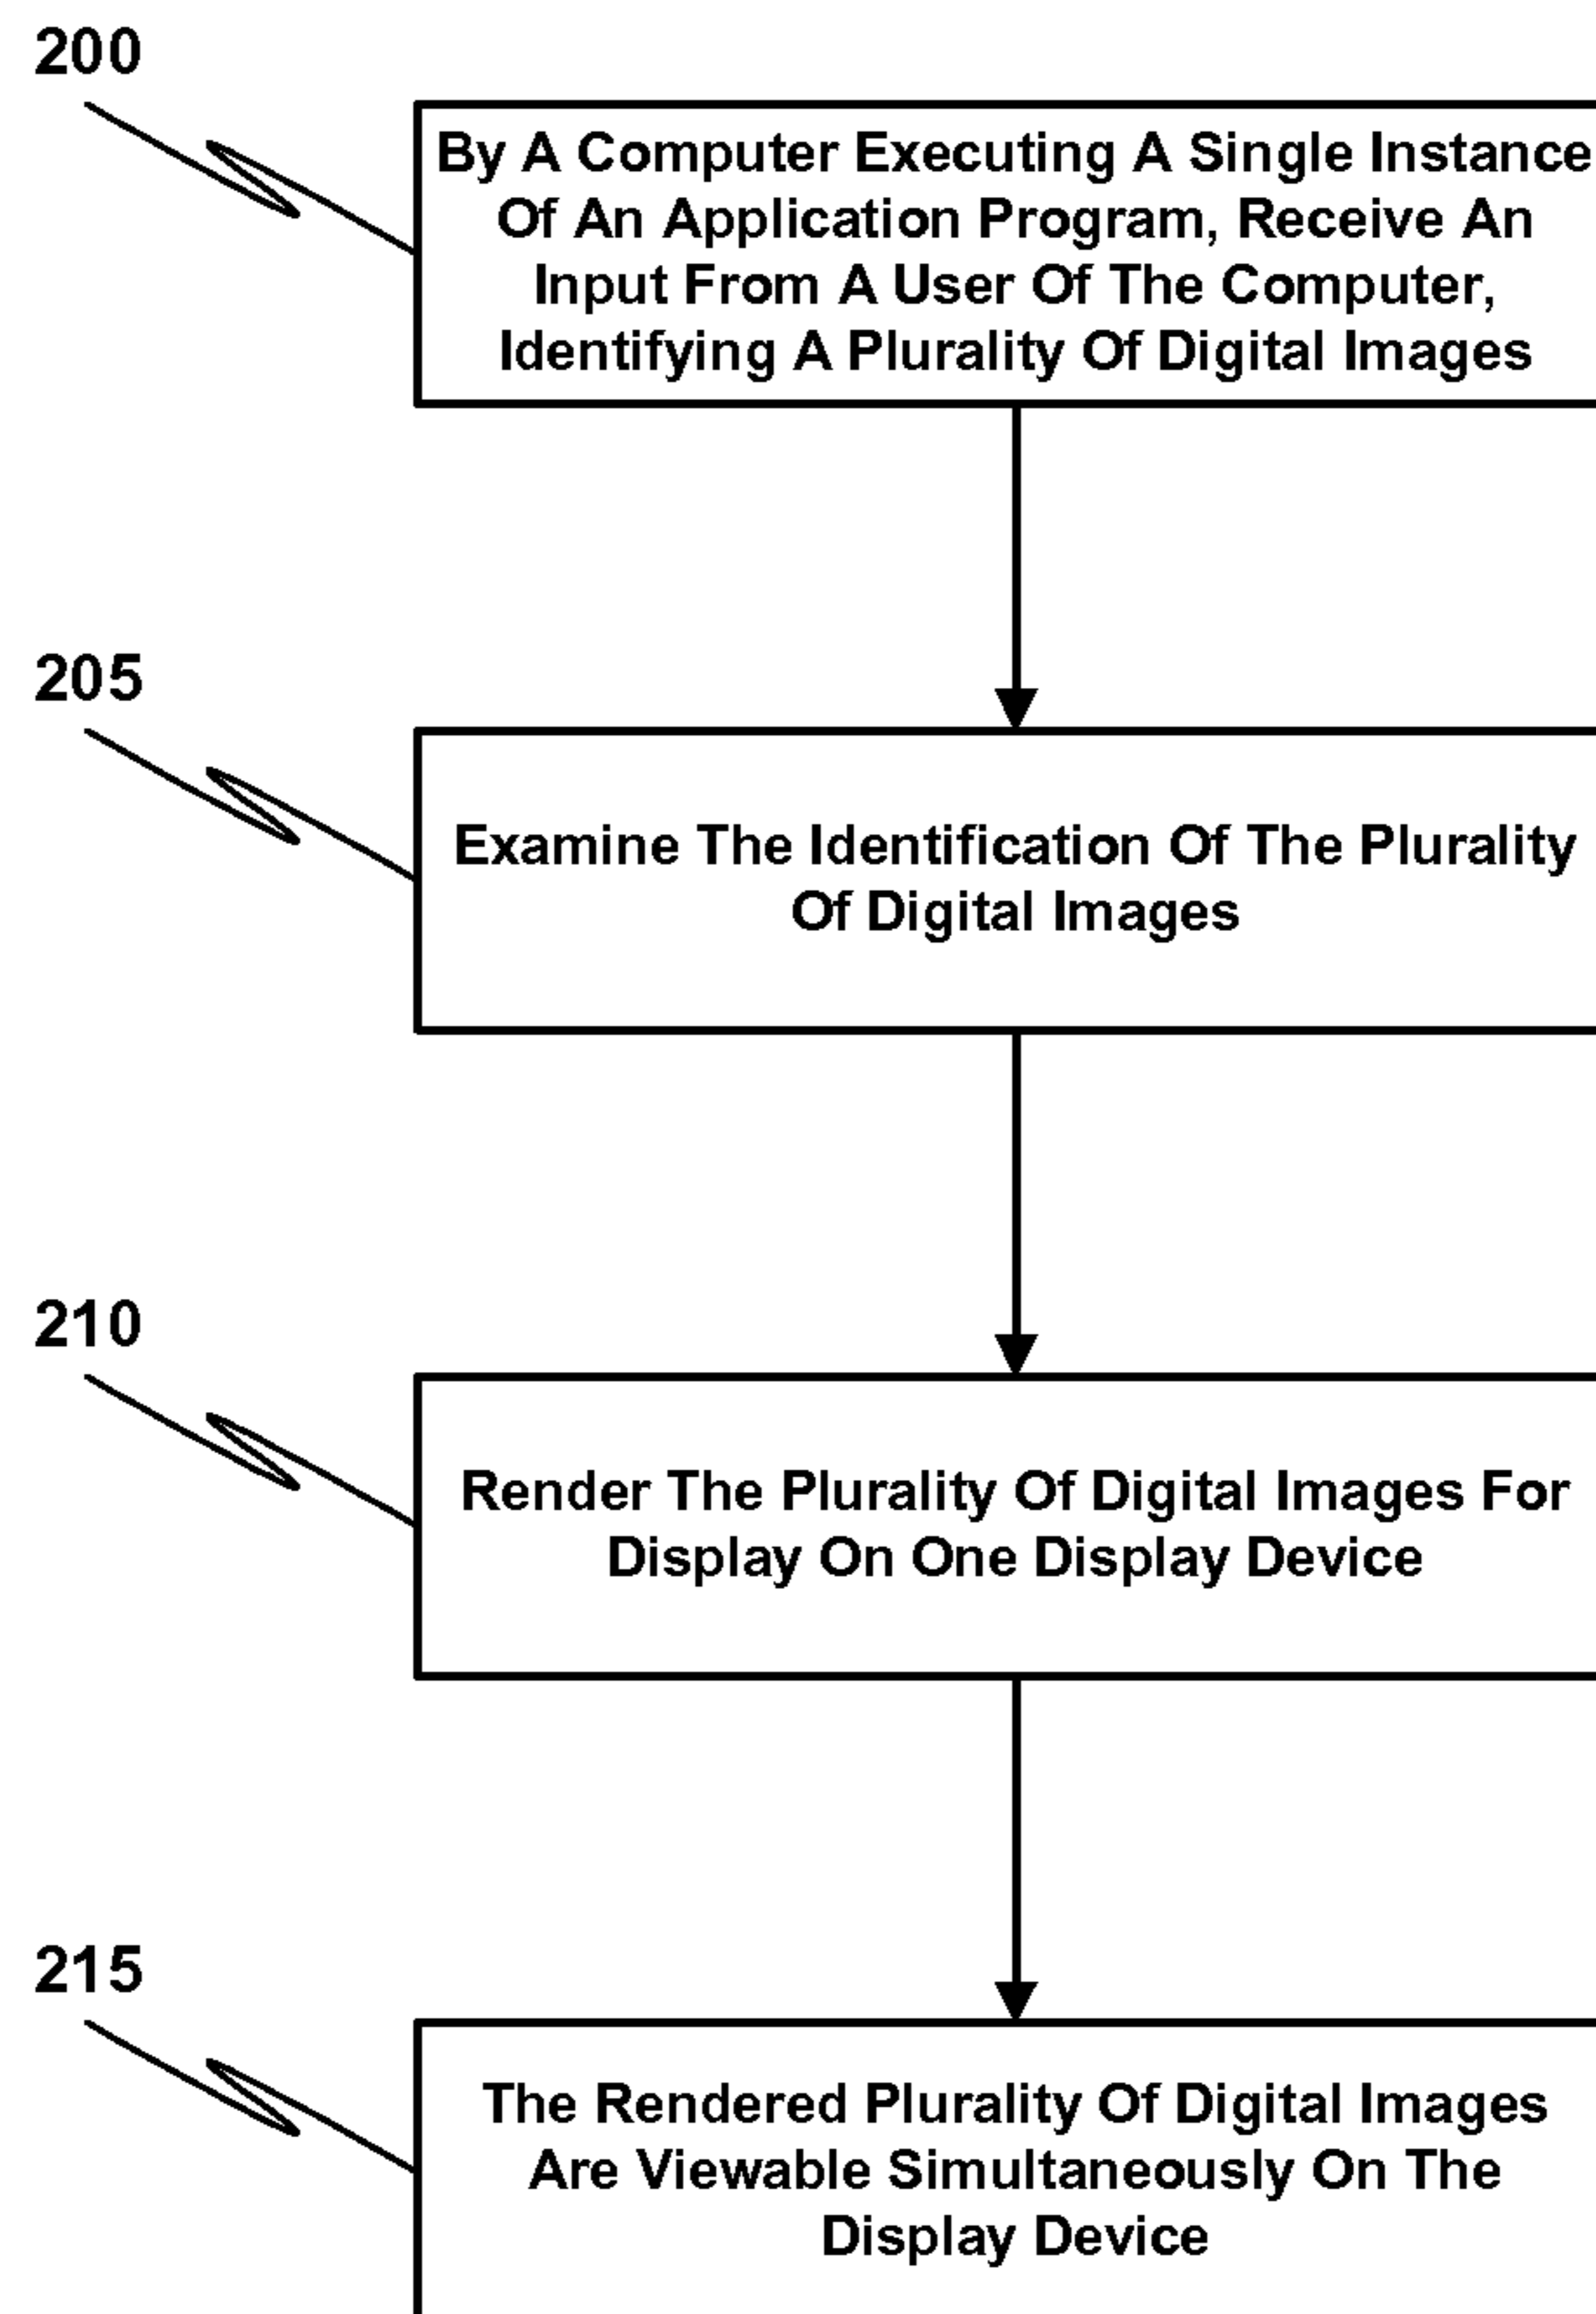 200
By A Computer Executing A Single Instance
Of An Application Program, Receive An
Input From A User Of The Computer,
Identifying A Plurality Of Digital Images
205
Examine The Identification Of The Plurality
Of Digital Images
210
Render The Plurality Of Digital Images For
Display On One Display Device
215
The Rendered Plurality Of Digital Images
Are Viewable Simultaneously On The
Display Device